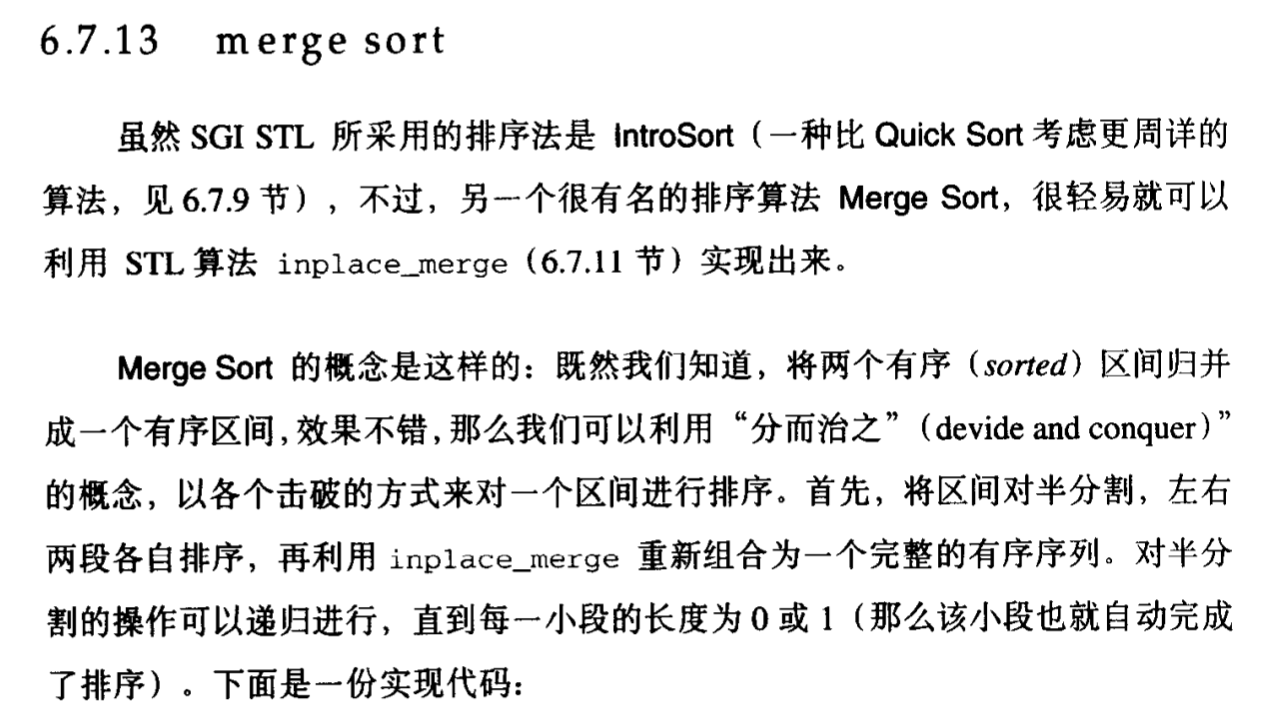 6.7.13 merge sort
虽然 SGI STL 所采用的排序法是 IntroSort（一种比 Quick Sort 考虑更周详的
算法，见 6.7.9 节），不过，另一个很有名的排序算法 Merge Sort，很轻易就可以
利用 STL 算法 inplace_merge（6.7.11 节）实现出来。
Merge Sort 的概念是这样的：既然我们知道，将两个有序（sorted）区间归并
成一个有序区间，效果不错，那么我们可以利用“分而治之”（devide and conquer）”
的概念，以各个击破的方式来对一个区间进行排序。首先，将区间对半分割，左右
两段各自排序，再利用 inplace_merge 重新组合为一个完整的有序序列。对半分
割的操作可以递归进行，直到每一小段的长度为 0 或 1（那么该小段也就自动完成
了排序）。下面是一份实现代码：